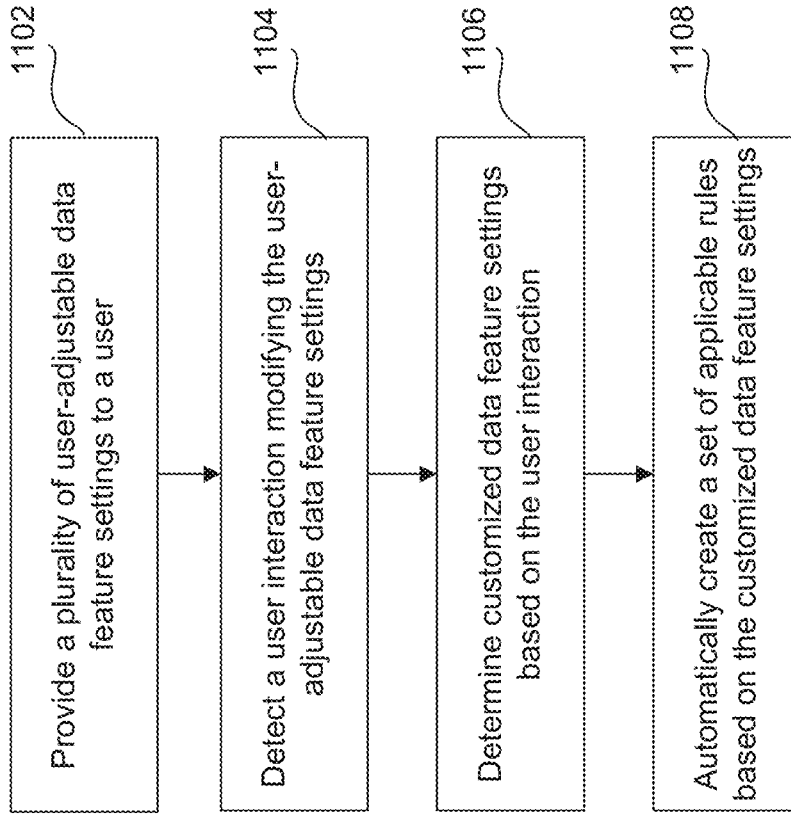 1102
Provide a plurality of user-adjustable data
feature settings to a user
1104
Detect a user interaction modifying the user-
adjustable data feature settings
1106
Determine customized data feature settings
based on the user interaction
1108
Automatically create a set of applicable rules
based on the customized data feature settings